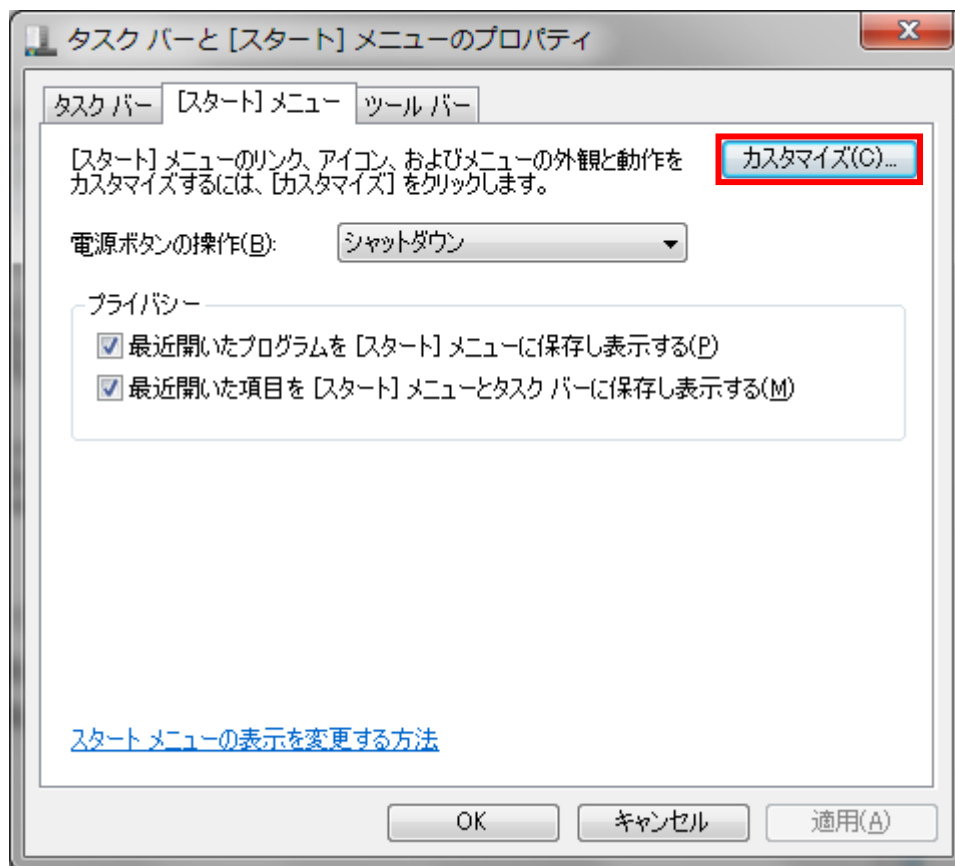 タスク バーと [スタート] メニューのプロパティ
x
タスク バー [スタート] メニュー ツール バー
[スタート] メニューのリンク、アイコン、およびメニューの外観と動作を
カスタマイズするには、[カスタマイズ] をクリックします。
カスタマイズ(C)...
電源ボタンの操作(B): シャットダウン
プライバシー
最近開いたプログラムを [スタート] メニューに保存し表示する(P)
最近開いた項目を [スタート] メニューとタスク バーに保存し表示する(M)
スタート メニューの表示を変更する方法
OK キャンセル 適用(A)